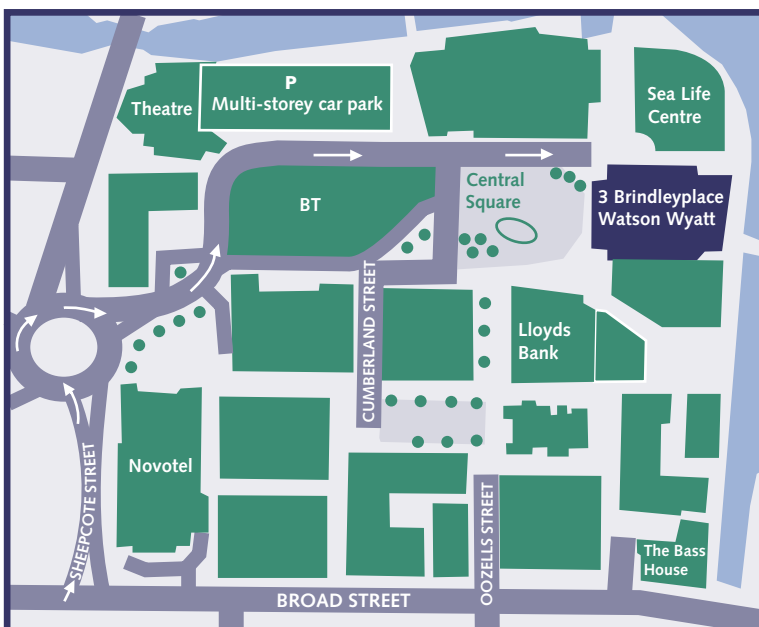 P
Multi-storey car park
Theatre
Sea Life
Centre
Central
Square
3 Brindleyplace
Watson Wyatt
BT
CUMBERLAND STREET
Lloyds
Bank
Novotel
SHEEPCOTE STREET
OOZELLS STREET
The Bass
House
BROAD STREET